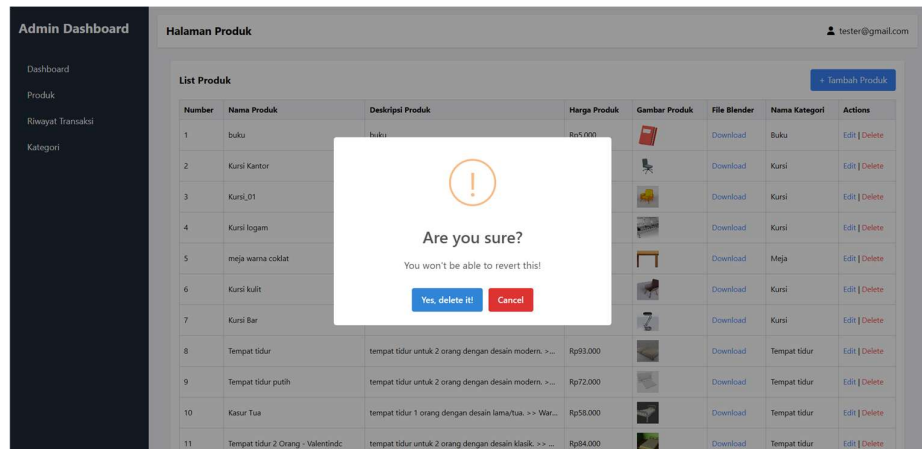 Admin Dashboard
Halaman Produk
tester@gmail.com
Dashboard
Produk
Riwayat Transaksi
Kategori
List Produk
+ Tambah Produk
Number Nama Produk Deskripsi Produk Harga Produk Gambar Produk File Blender Nama Kategori Actions
1 buku buku Rp5.000 Download Buku Edit | Delete
2 Kursi Kantor Download Kursi Edit | Delete
3 Kursi_01 Download Kursi Edit | Delete
4 Kursi logam Download Kursi Edit | Delete
5 meja warna coklat Download Meja Edit | Delete
6 Kursi kulit Download Kursi Edit | Delete
7 Kursi Bar Download Kursi Edit | Delete
8 Tempat tidur tempat tidur untuk 2 orang dengan desain modern. >... Rp93.000 Download Tempat tidur Edit | Delete
9 Tempat tidur putih tempat tidur untuk 2 orang dengan desain modern. >... Rp72.000 Download Tempat tidur Edit | Delete
10 Kasur Tua tempat tidur 1 orang dengan desain lama/tua. >> War... Rp58.000 Download Tempat tidur Edit | Delete
11 Tempat tidur 2 Orang - Valentindc tempat tidur untuk 2 orang dengan desain klasik. >> ... Rp84.000 Download Tempat tidur Edit | Delete
!
Are you sure?
You won't be able to revert this!
Yes, delete it! Cancel